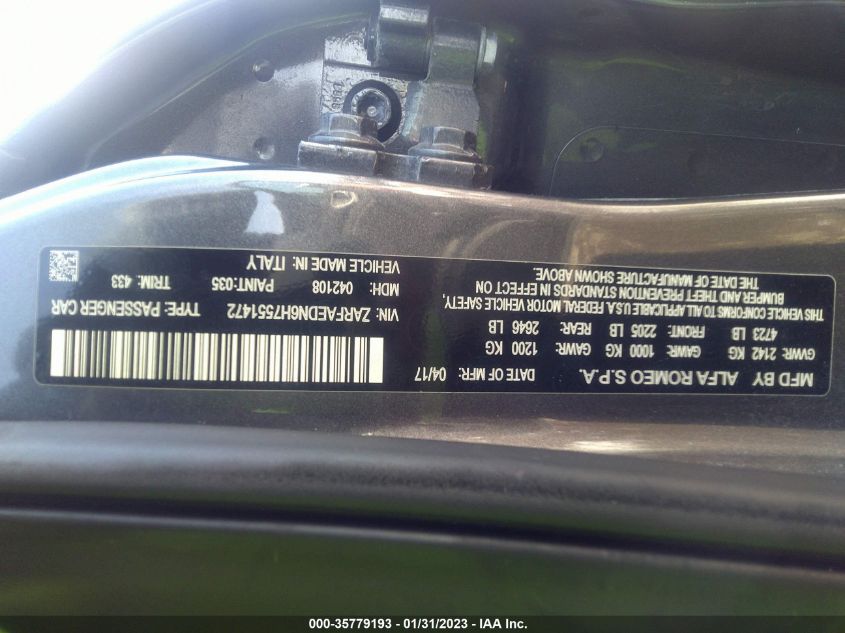 MFD BY ALFA ROMEO S.P.A. DATE OF MFR: 04/17
GVWR: 2142 KG GAWR: 1000 KG GAWR: 1200 KG
4723 LB FRONT: 2205 LB REAR: 2646 LB
THIS VEHICLE CONFORMS TO ALL APPLICABLE U.S.A. FEDERAL MOTOR VEHICLE SAFETY,
BUMPER AND THEFT PREVENTION STANDARDS IN EFFECT ON
THE DATE OF MANUFACTURE SHOWN ABOVE.
VIN: ZARFAEDN6H7551472 TYPE: PASSENGER CAR
MDH: 042108 PAINT:035 TRIM: 433
VEHICLE MADE IN: ITALY
000-35779193 - 01/31/2023 - IAA Inc.